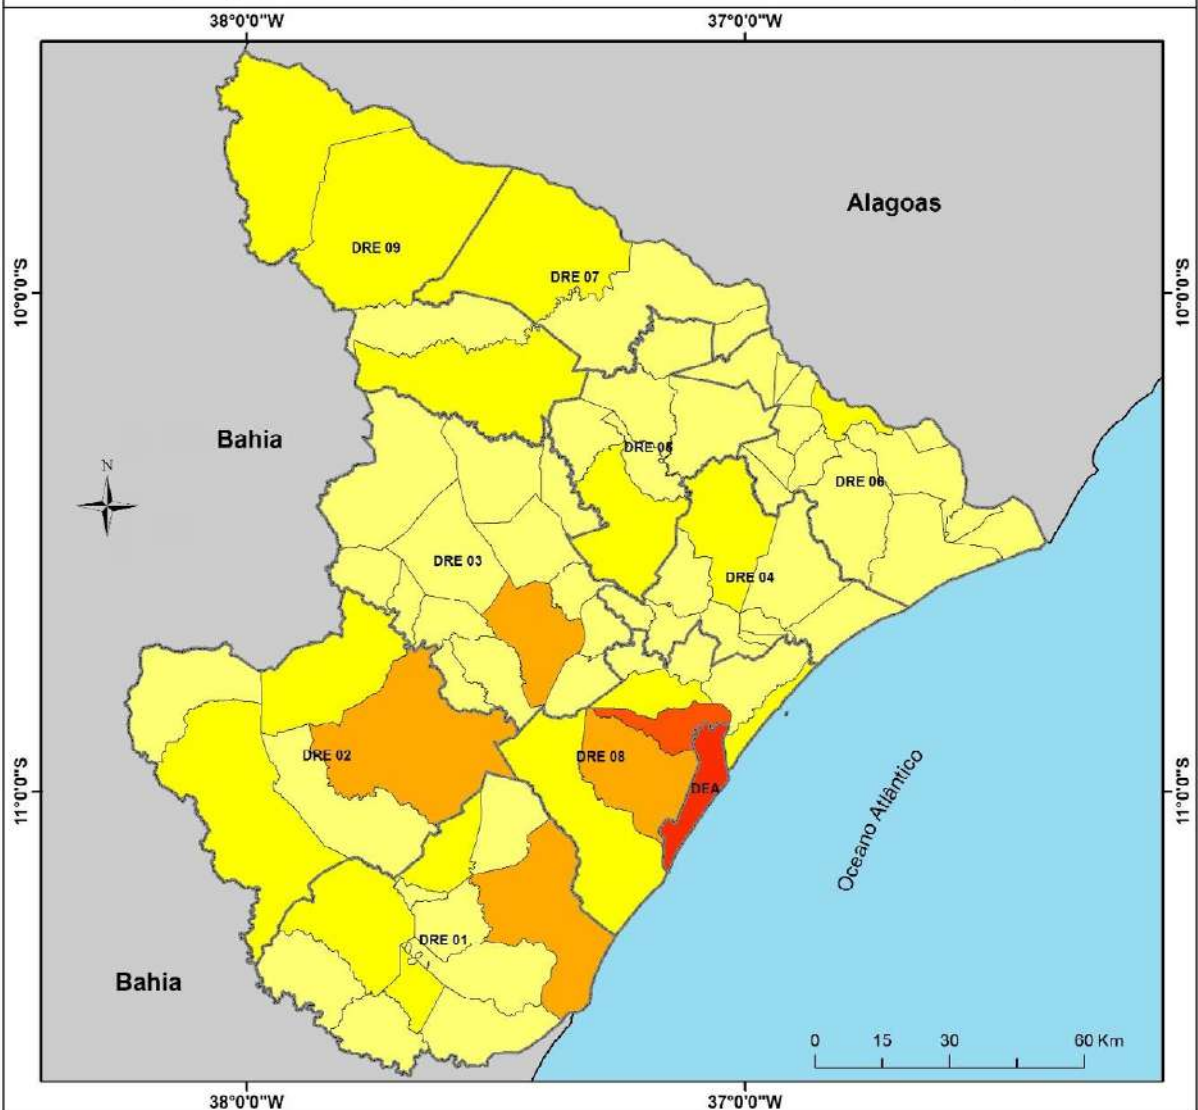 38°0'0"W 37°0'0"W
Alagoas
DRE 09
DRE 07
10°0'0"S 10°0'0"S
Bahia
N
DRE 05
DRE 06
DRE 03
DRE 04
DRE 02
DRE 08
DEA
11°0'0"S 11°0'0"S
Oceano Atlântico
DRE 01
Bahia
0 15 30 60 Km
38°0'0"W 37°0'0"W